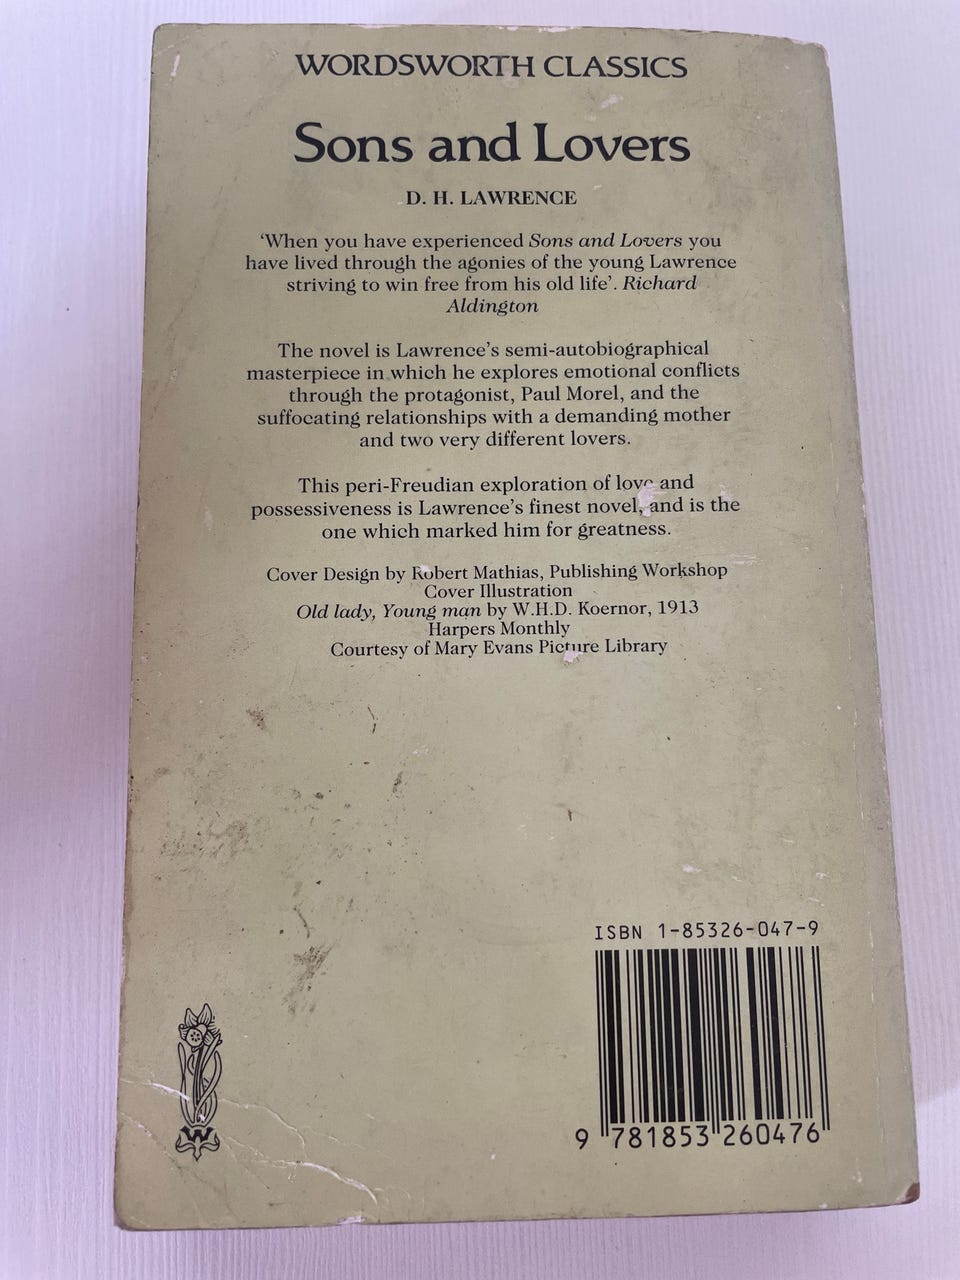 WORDSWORTH CLASSICS
Sons and Lovers
D. H. LAWRENCE
‘When you have experienced Sons and Lovers you
have lived through the agonies of the young Lawrence
striving to win free from his old life’. Richard
Aldington
The novel is Lawrence’s semi-autobiographical
masterpiece in which he explores emotional conflicts
through the protagonist, Paul Morel, and the
suffocating relationships with a demanding mother
and two very different lovers.
This peri-Freudian exploration of love and
possessiveness is Lawrence’s finest novel, and is the
one which marked him for greatness.
Cover Design by Robert Mathias, Publishing Workshop
Cover Illustration
Old lady, Young man by W.H.D. Koernor, 1913
Harpers Monthly
Courtesy of Mary Evans Picture Library
ISBN 1-85326-047-9
9 781853 260476
W